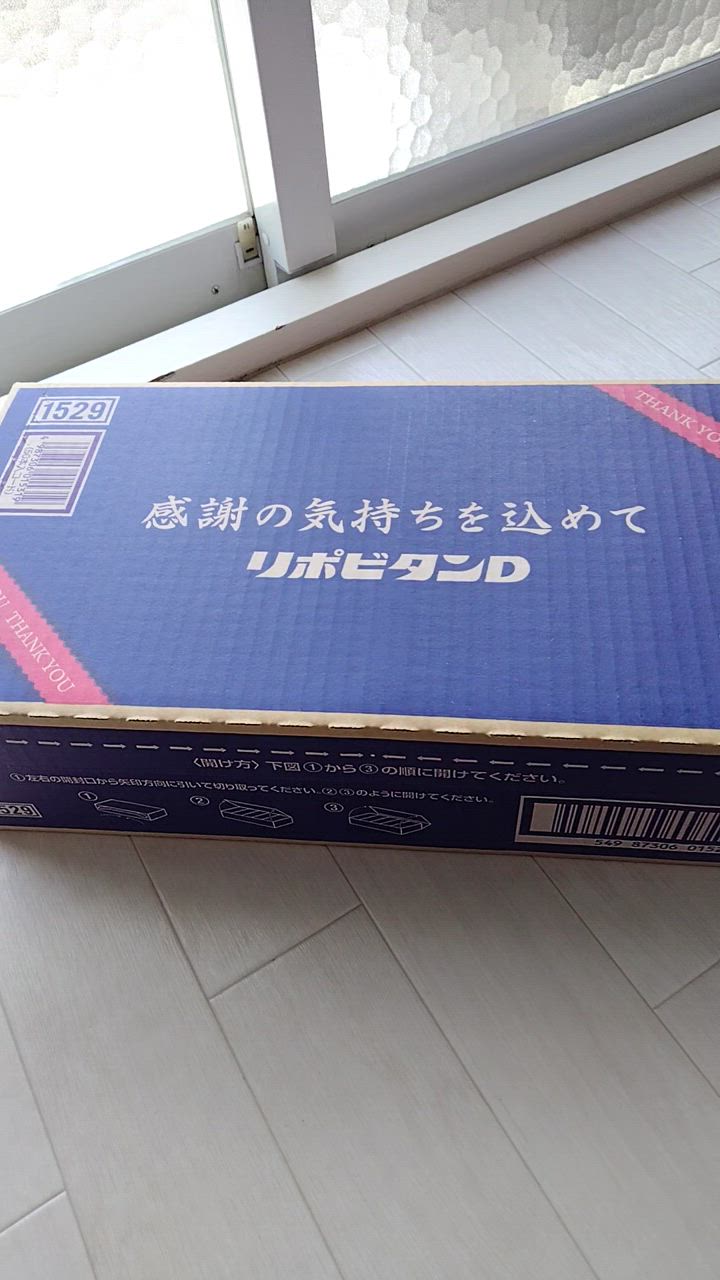 1529
THANK YOU
感謝の気持ちを込めて
リポビタンD
THANK YOU
〈開け方〉下図①から③の順に開けてください。
①左右の開封口から矢印方向に引いて切り取ってください。②③のように開けてください。
① ② ③
529
549 87306 0152